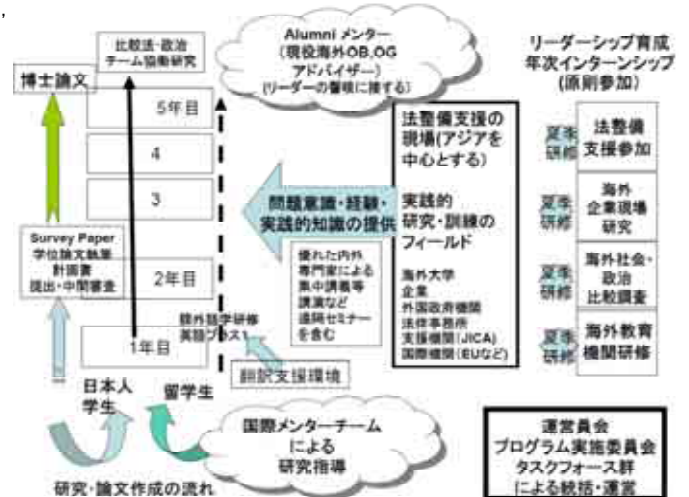 Alumni メンター
(現役海外OB,OG
アドバイザー)
(リーダーの謦咳に接する)
比較法・政治
チーム協働研究
博士論文
5年目
4
3
2年目
1年目
Survey Paper
学位論文執筆
計画書
提出・中間審査
問題意識・経験・
実践的知識の提供
優れた内外
専門家による
集中講義等
講演など
遠隔セミナー
を含む
課外語学研修
英語プラス1
翻訳支援環境
日本人
学生
留学生
国際メンターチーム
による
研究指導
研究・論文作成の流れ
法整備支援の
現場(アジアを
中心とする)
実践的
研究・訓練の
フィールド
海外大学
企業
外国政府機関
法律事務所
支援機関(JICA)
国際機関(EUなど)
リーダーシップ育成
年次インターンシップ
(原則参加)
夏季
研修
法整備
支援参加
夏季
研修
海外
企業現場
研究
夏季
研修
海外社会・
政治
比較調査
夏季
研修
海外教育
機関研修
運営員会
プログラム実施委員会
タスクフォース群
による統括・運営